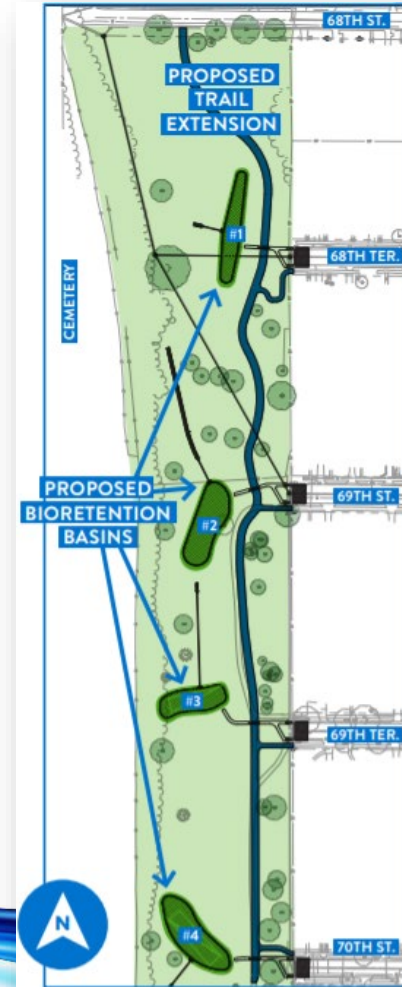 68TH ST.
PROPOSED
TRAIL
EXTENSION
#1
68TH TER.
CEMETERY
69TH ST.
PROPOSED
BIORETENTION
BASINS
#2
#3
69TH TER.
#4
N
70TH ST.